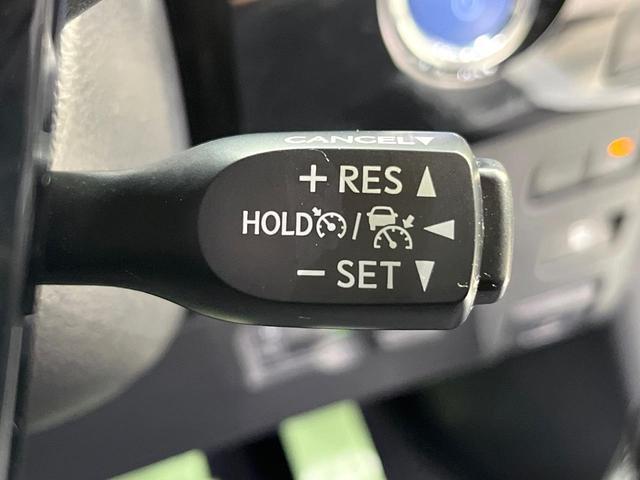 CANCEL▼
+ RES ▲
HOLD / ◀
− SET ▼